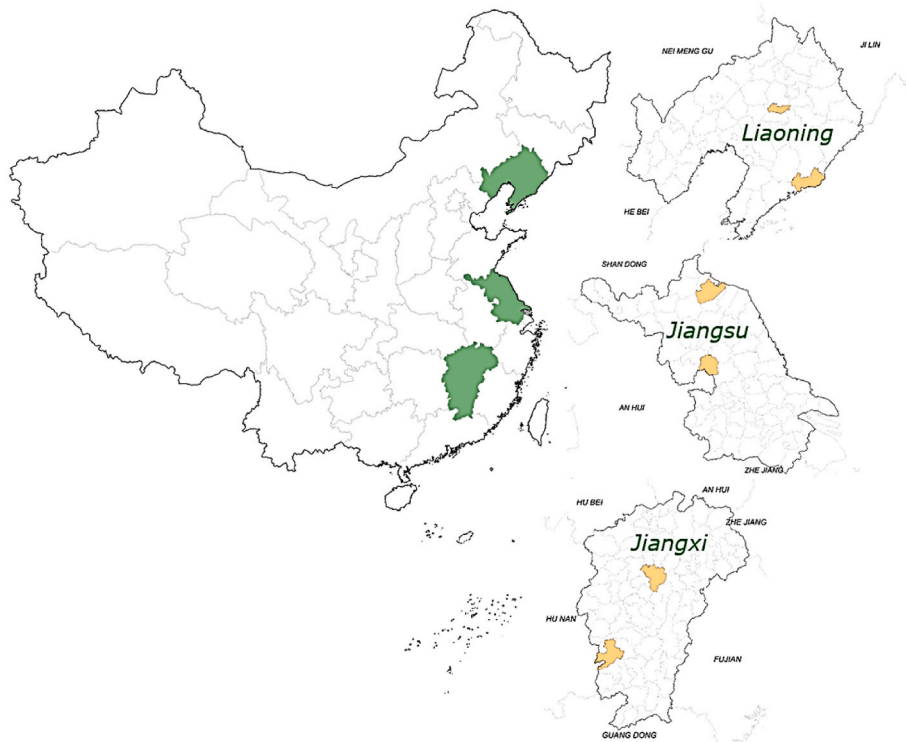 NEI MENG GU
JI LIN
Liaoning
HE BEI
SHAN DONG
Jiangsu
AN HUI
ZHE JIANG
HU BEI
AN HUI
ZHE JIANG
Jiangxi
HU NAN
FUJIAN
GUANG DONG